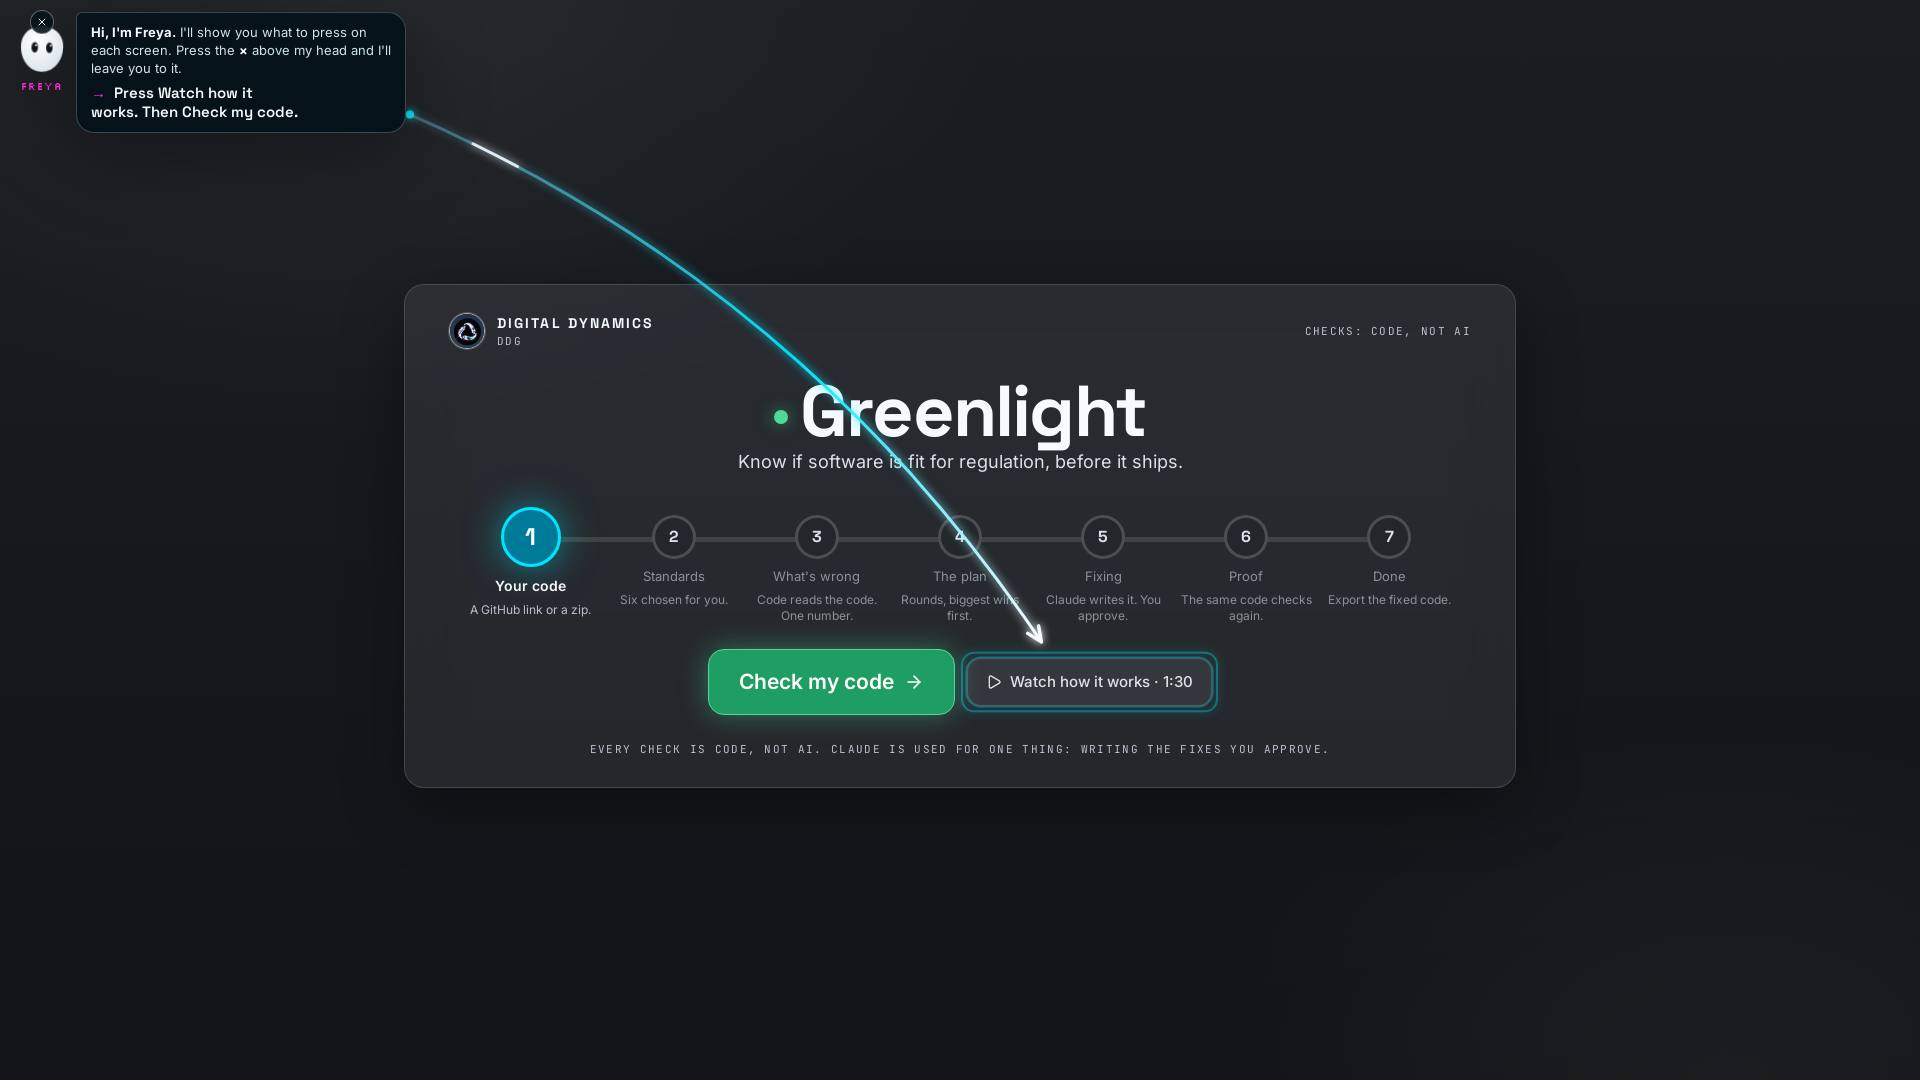 Hi, I'm Freya. I'll show you what to press on
each screen. Press the × above my head and I'll
leave you to it.
FREYA
→ Press Watch how it
works. Then Check my code.
DIGITAL DYNAMICS
DDG
CHECKS: CODE, NOT AI
Greenlight
Know if software is fit for regulation, before it ships.
1
Your code
A GitHub link or a zip.
2
Standards
Six chosen for you.
3
What's wrong
Code reads the code.
One number.
4
The plan
Rounds, biggest wins
first.
5
Fixing
Claude writes it. You
approve.
6
Proof
The same code checks
again.
7
Done
Export the fixed code.
Check my code →
Watch how it works · 1:30
EVERY CHECK IS CODE, NOT AI. CLAUDE IS USED FOR ONE THING: WRITING THE FIXES YOU APPROVE.